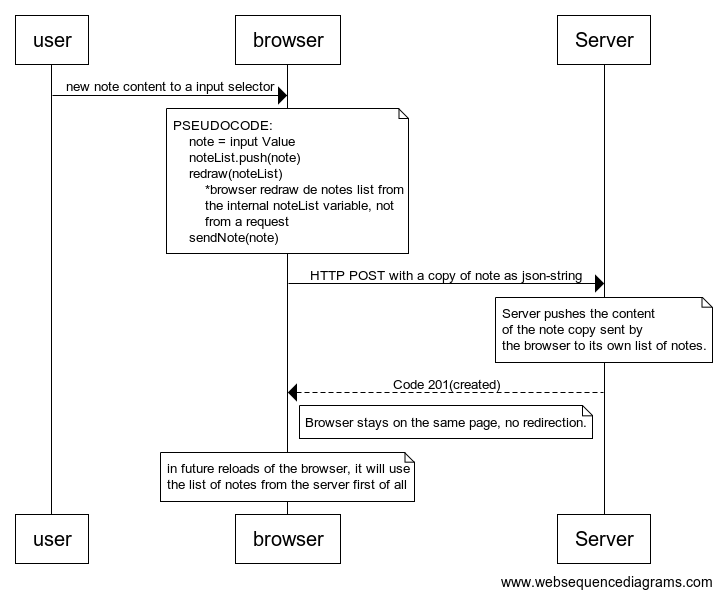 user
browser
Server
new note content to a input selector
PSEUDOCODE:
note = input Value
noteList.push(note)
redraw(noteList)
*browser redraw de notes list from
the internal noteList variable, not
from a request
sendNote(note)
HTTP POST with a copy of note as json-string
Server pushes the content
of the note copy sent by
the browser to its own list of notes.
Code 201(created)
Browser stays on the same page, no redirection.
in future reloads of the browser, it will use
the list of notes from the server first of all
user
browser
Server
www.websequencediagrams.com